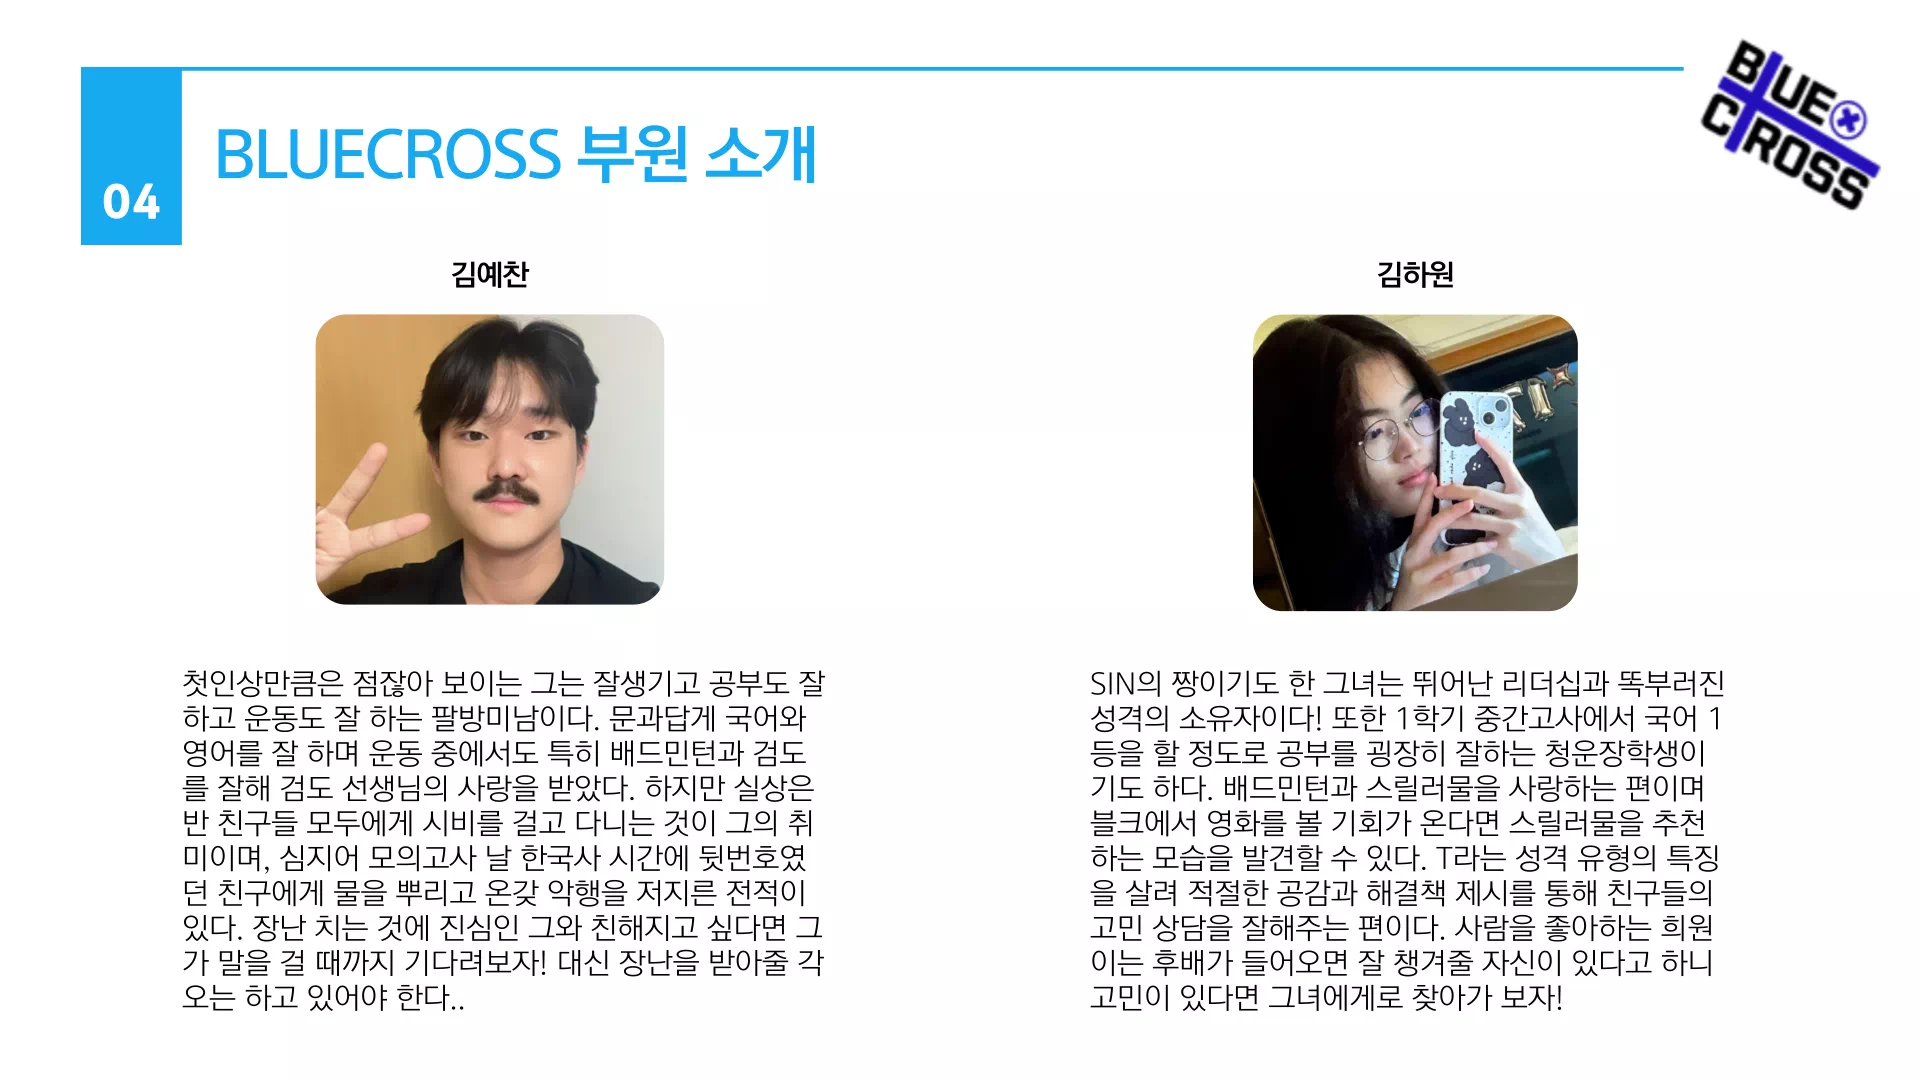 04
BLUECROSS 부원 소개
BLUE
CROSS
김예찬
첫인상만큼은 점잖아 보이는 그는 잘생기고 공부도 잘
하고 운동도 잘 하는 팔방미남이다. 문과답게 국어와
영어를 잘 하며 운동 중에서도 특히 배드민턴과 검도
를 잘해 검도 선생님의 사랑을 받았다. 하지만 실상은
반 친구들 모두에게 시비를 걸고 다니는 것이 그의 취
미이며, 심지어 모의고사 날 한국사 시간에 뒷번호였
던 친구에게 물을 뿌리고 온갖 악행을 저지른 전적이
있다. 장난 치는 것에 진심인 그와 친해지고 싶다면 그
가 말을 걸 때까지 기다려보자! 대신 장난을 받아줄 각
오는 하고 있어야 한다..
김하원
SIN의 짱이기도 한 그녀는 뛰어난 리더십과 똑부러진
성격의 소유자이다! 또한 1학기 중간고사에서 국어 1
등을 할 정도로 공부를 굉장히 잘하는 청운장학생이
기도 하다. 배드민턴과 스릴러물을 사랑하는 편이며
블크에서 영화를 볼 기회가 온다면 스릴러물을 추천
하는 모습을 발견할 수 있다. T라는 성격 유형의 특징
을 살려 적절한 공감과 해결책 제시를 통해 친구들의
고민 상담을 잘해주는 편이다. 사람을 좋아하는 희원
이는 후배가 들어오면 잘 챙겨줄 자신이 있다고 하니
고민이 있다면 그녀에게로 찾아가 보자!